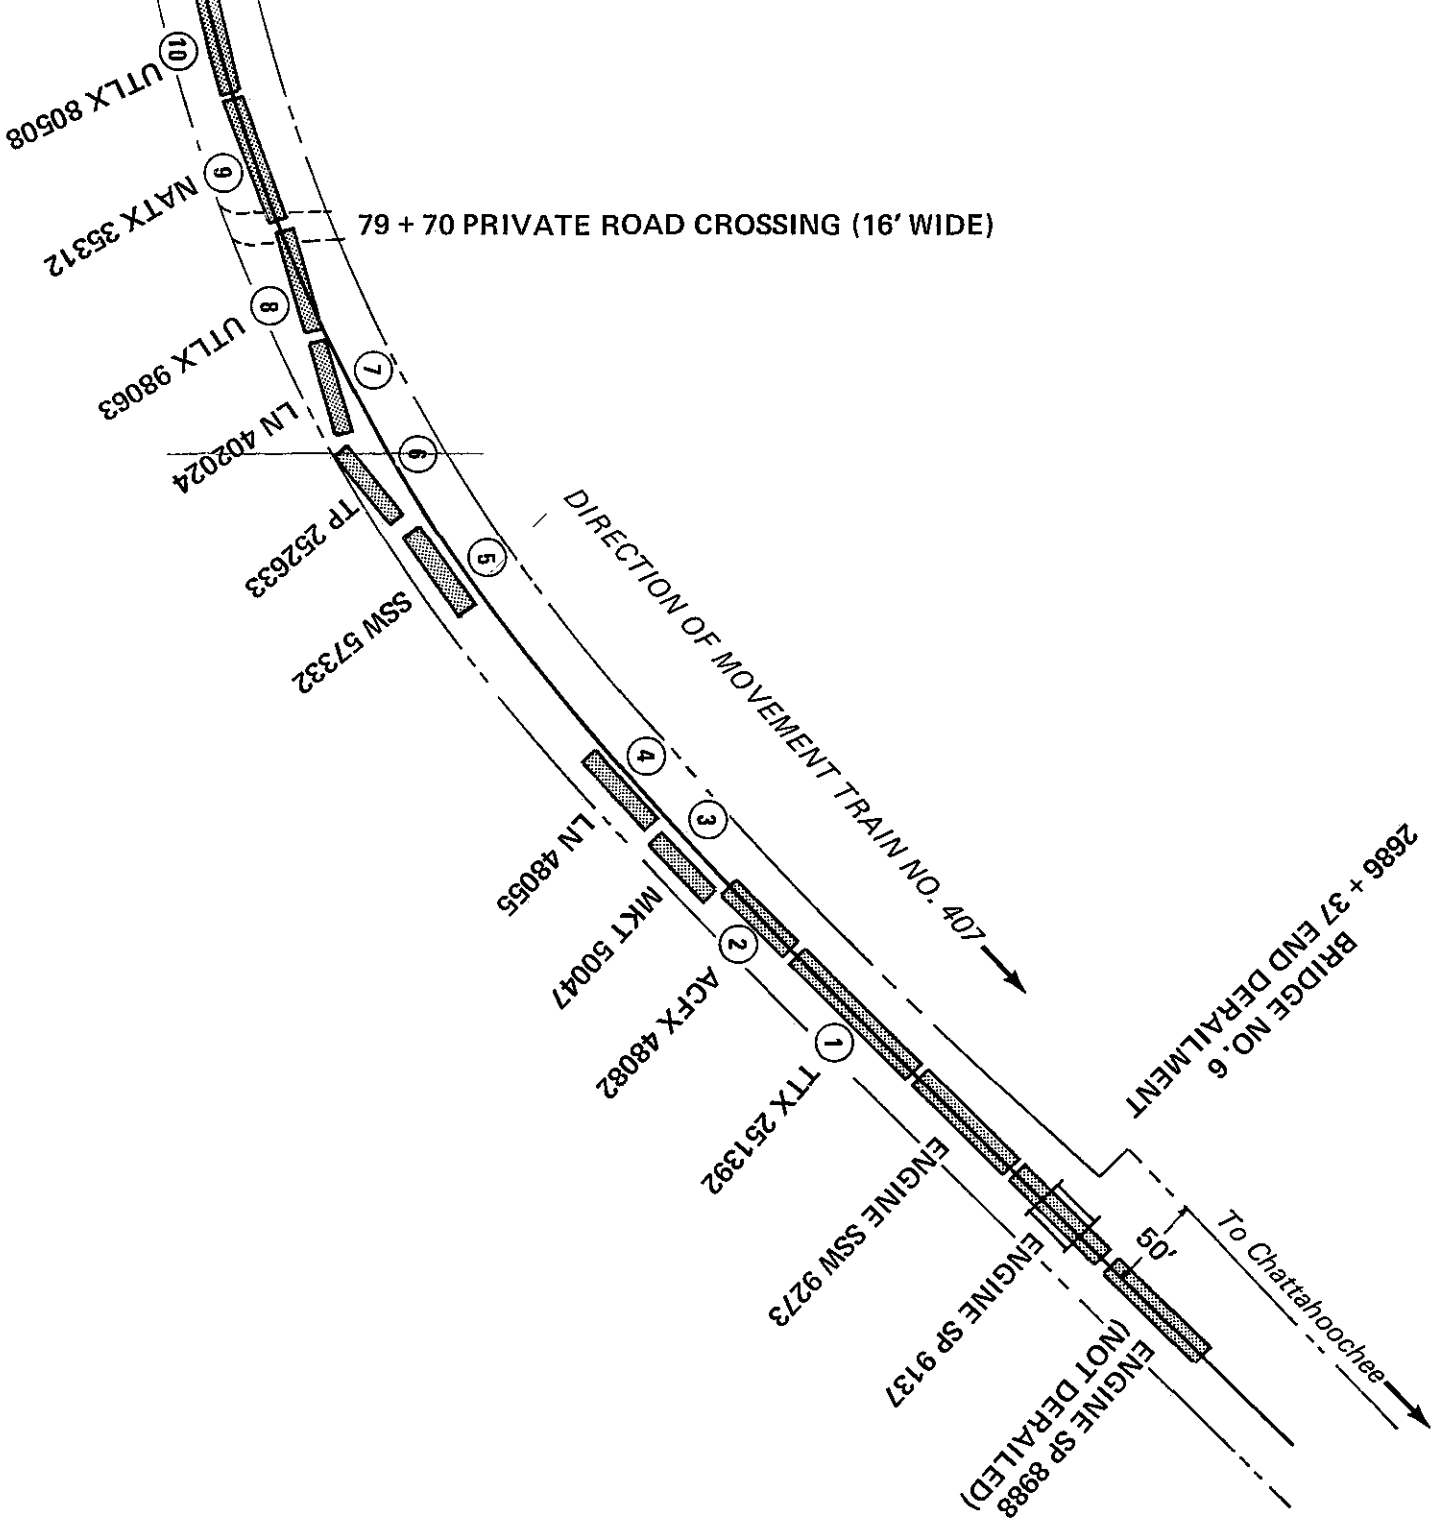 10
UTLX 80508
9
NATX 35312
79 + 70 PRIVATE ROAD CROSSING (16' WIDE)
8
UTLX 98063
7
LN 402024
6
TP 252633
5
SSW 57332
DIRECTION OF MOVEMENT TRAIN NO. 407
4
LN 48055
3
MKT 50047
2
ACFX 48082
1
TTX 251392
ENGINE SSW 9273
ENGINE SP 9137
ENGINE SP 8988
(NOT DERAILED)
2686 + 37 END DERAILMENT
BRIDGE NO. 6
50'
To Chattahoochee